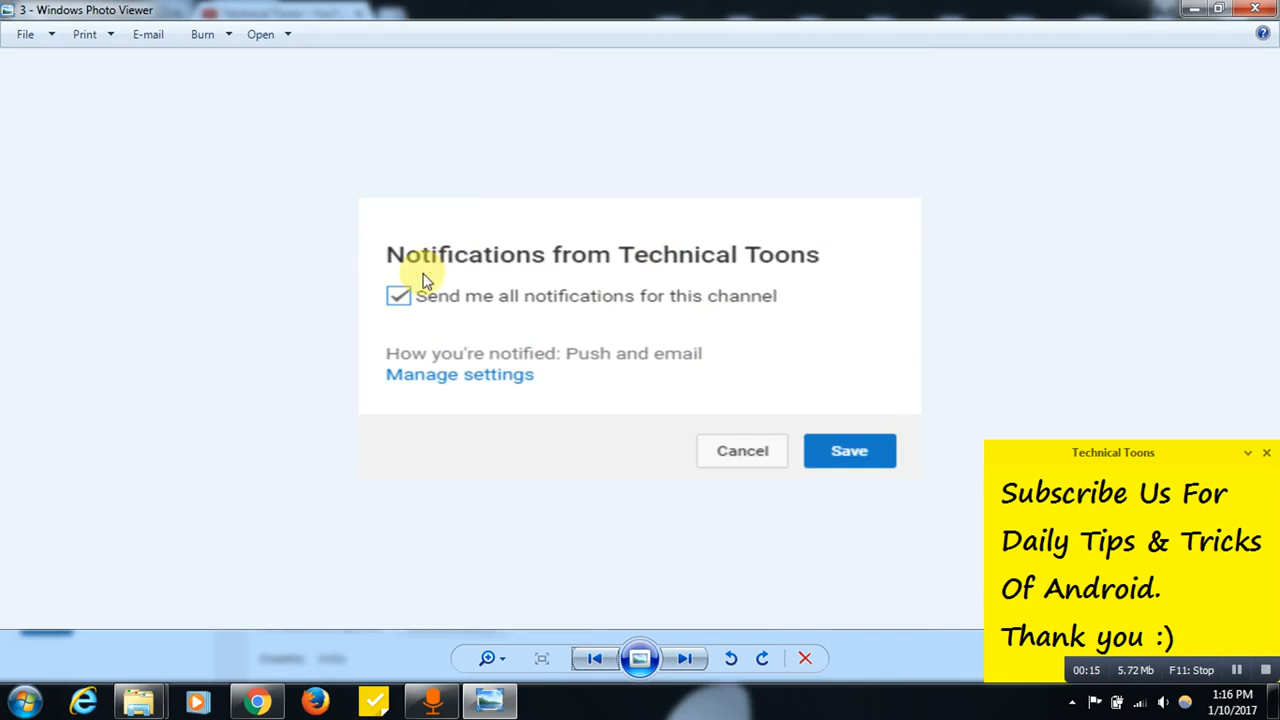 3 - Windows Photo Viewer
File Print E-mail Burn Open
Notifications from Technical Toons
Send me all notifications for this channel
How you're notified: Push and email
Manage settings
Cancel Save
Technical Toons
Subscribe Us For
Daily Tips & Tricks
Of Android.
Thank you :)
00:15 5.72 Mb F11: Stop
1:16 PM
1/10/2017